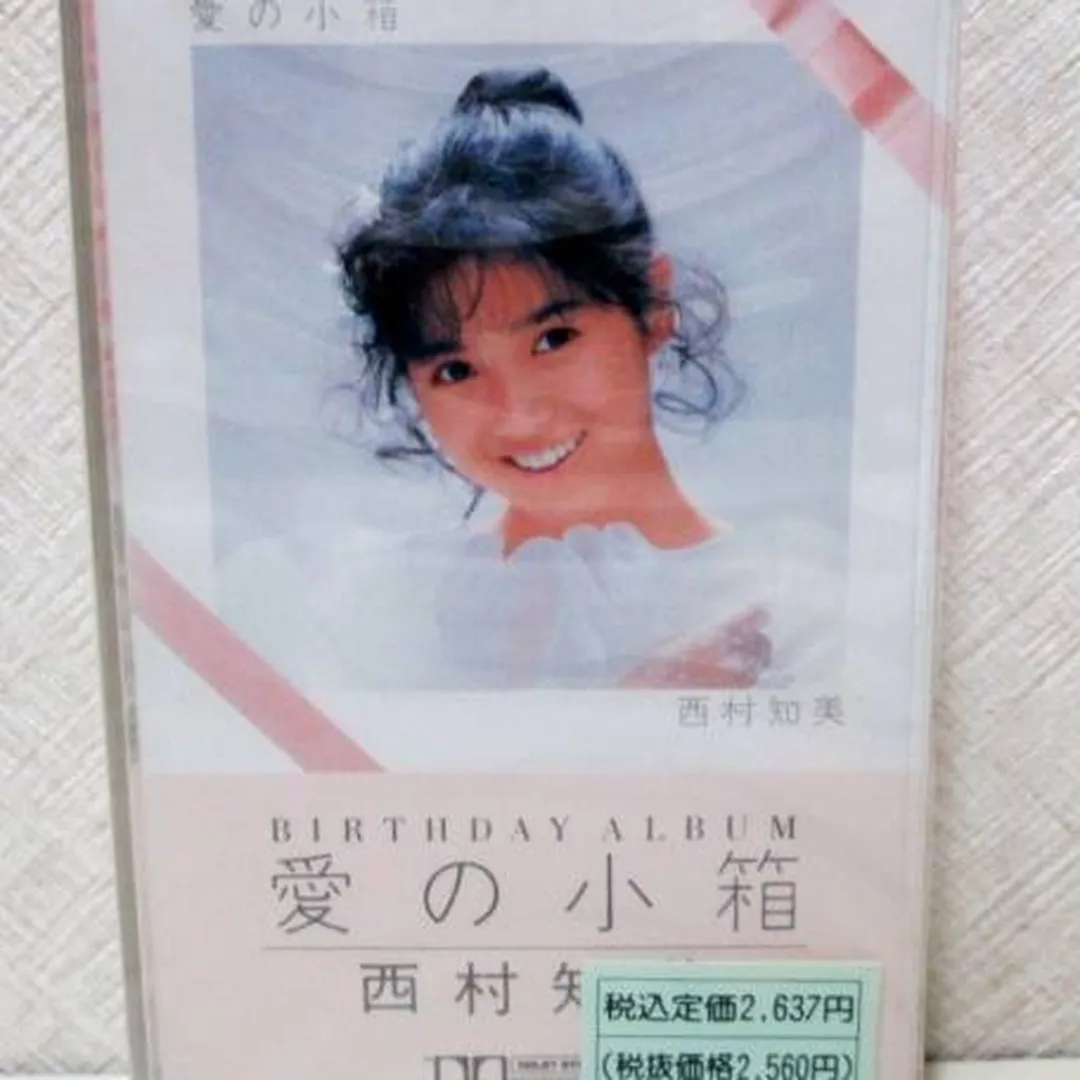 愛の小箱
西村知美
BIRTHDAY ALBUM
愛の小箱
西村知
税込定価2,637円
(税抜価格2,560円)